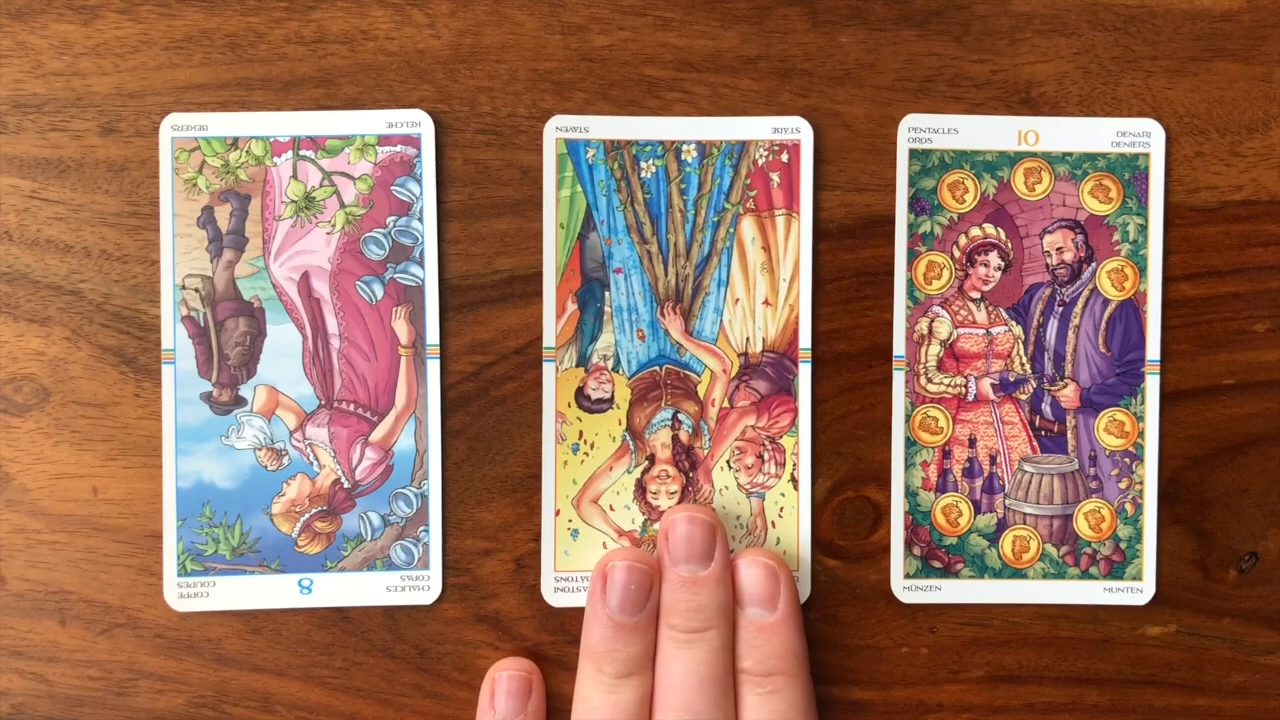 BEKERS
KELCHE
8
COPPE
COUPES
CHALICES
COPAS
STAVEN
STÄBE
PENTACLES
OROS
10
DENARI
DENIERS
MÜNZEN
MUNTEN